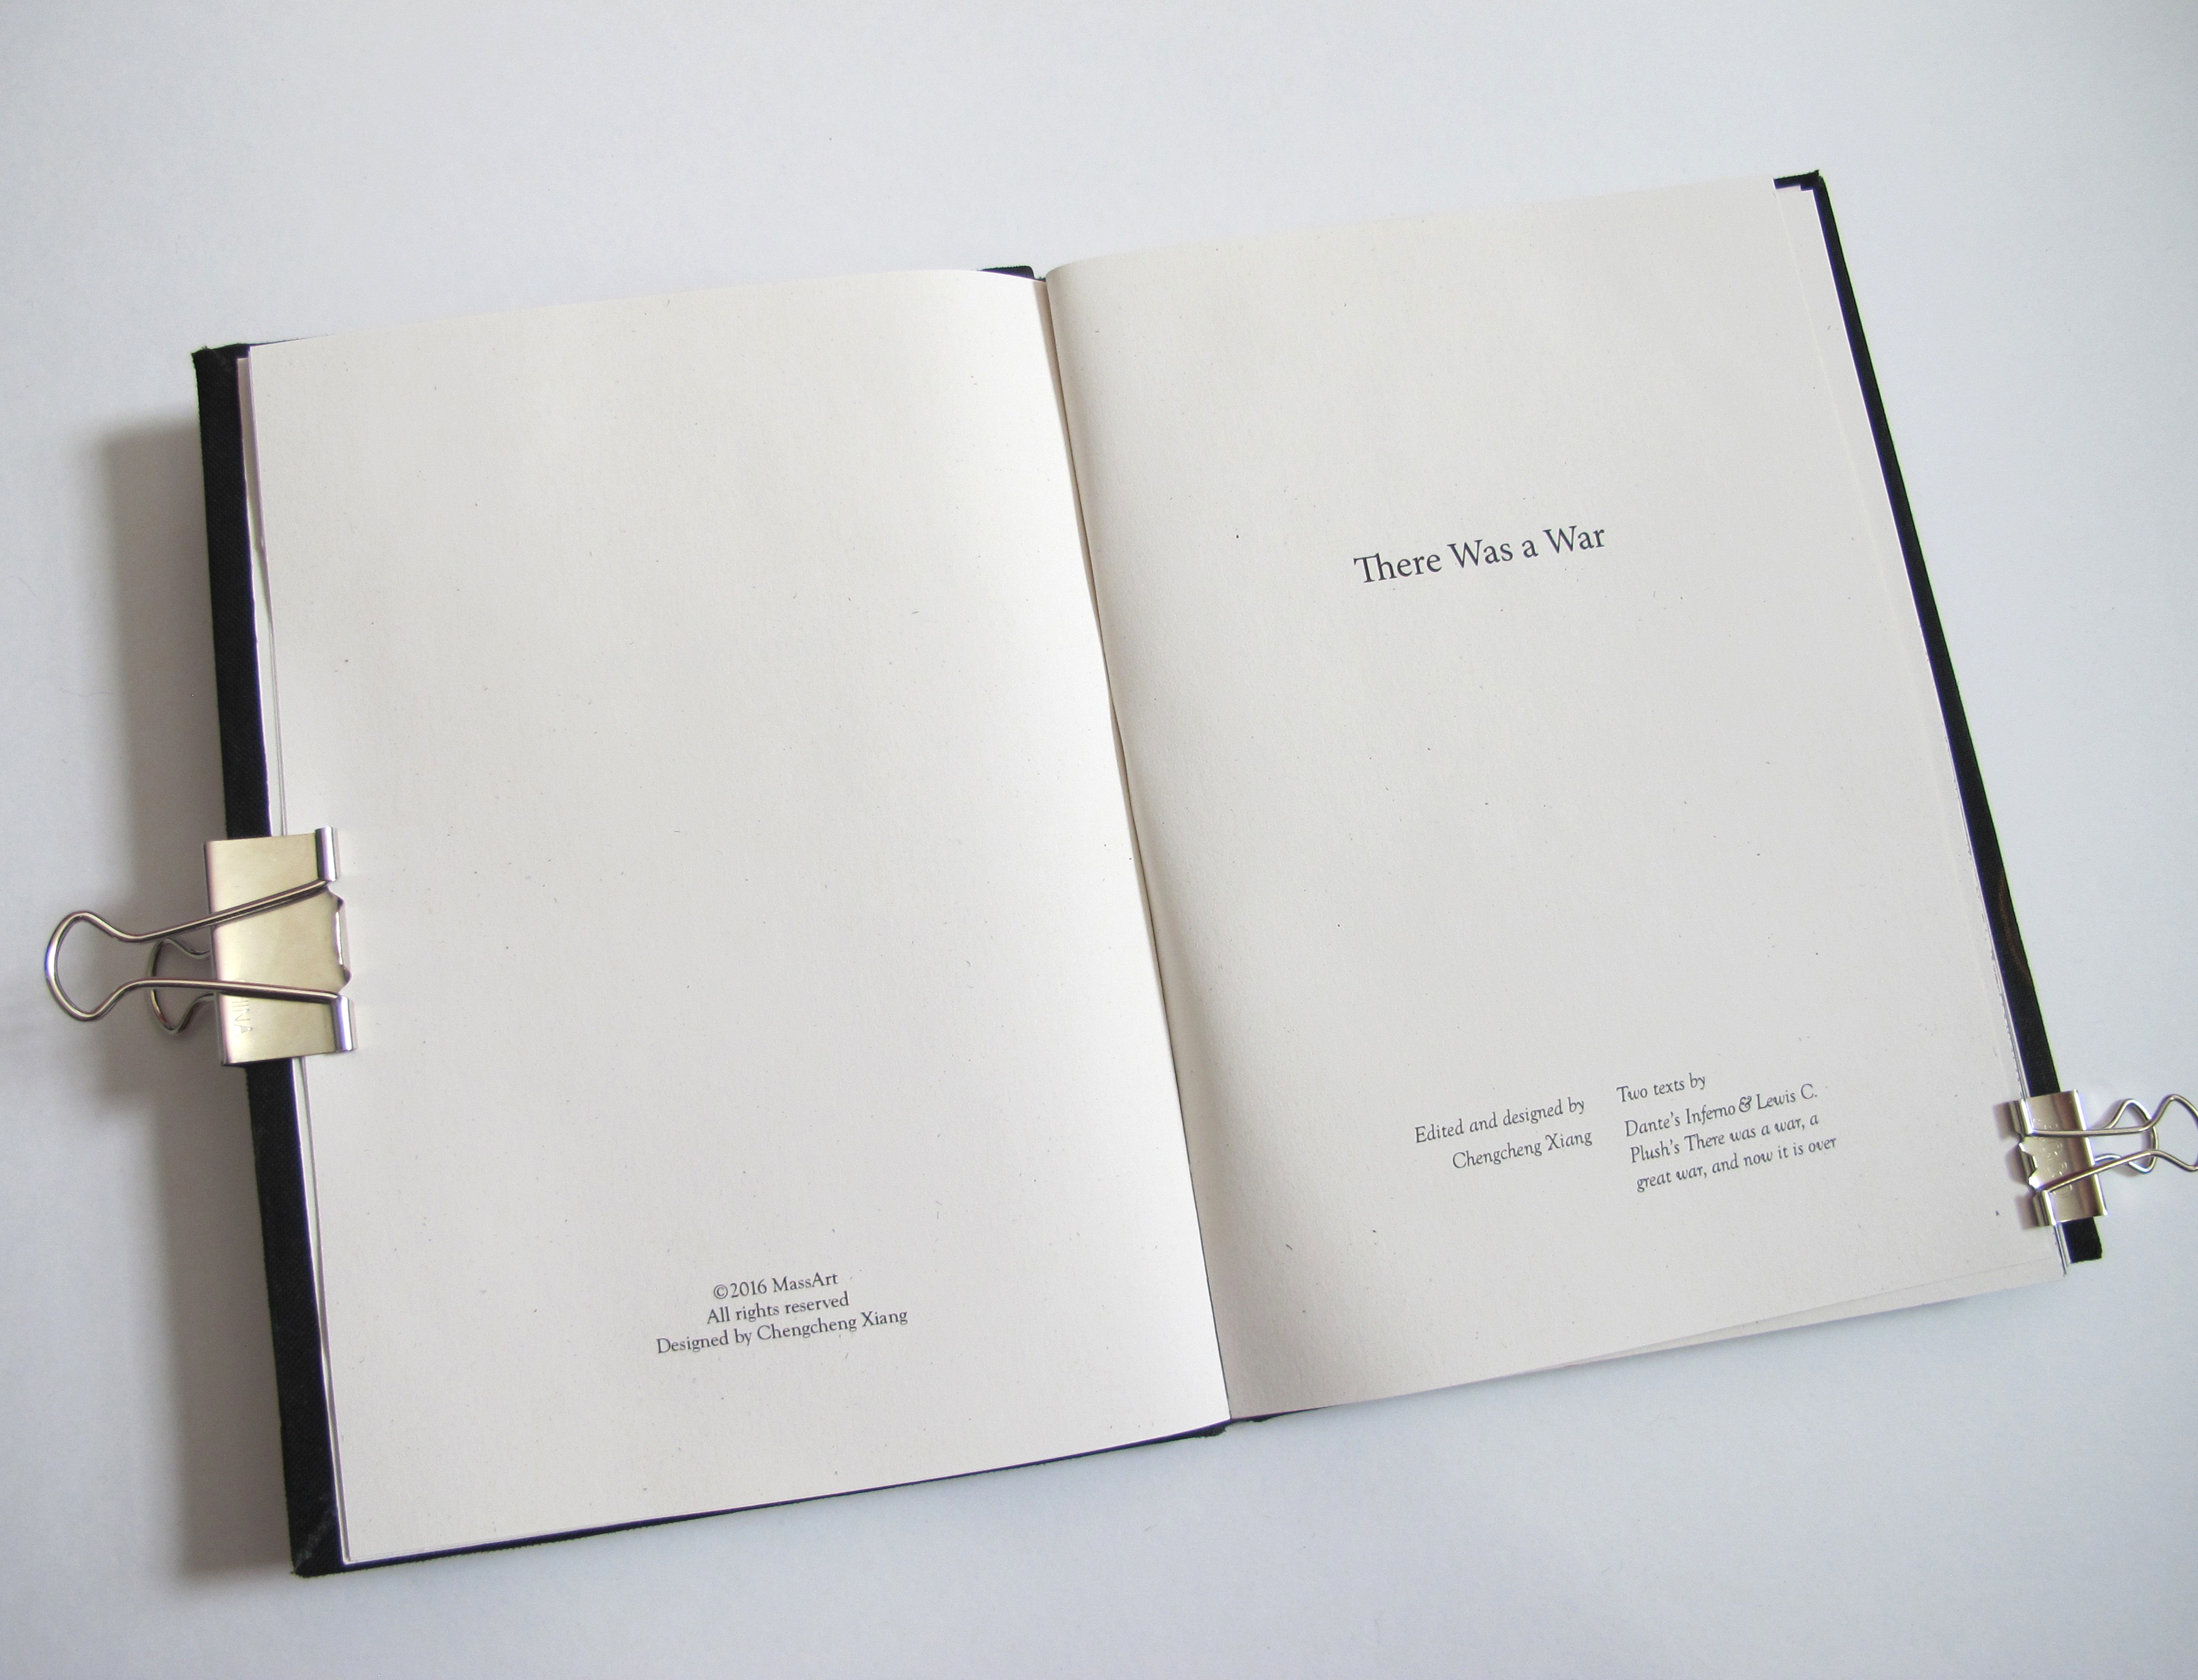 ©2016 MassArt
All rights reserved
Designed by Chengcheng Xiang
There Was a War
Edited and designed by
Chengcheng Xiang
Two texts by
Dante's Inferno & Lewis C.
Plush's There was a war, a
great war, and now it is over